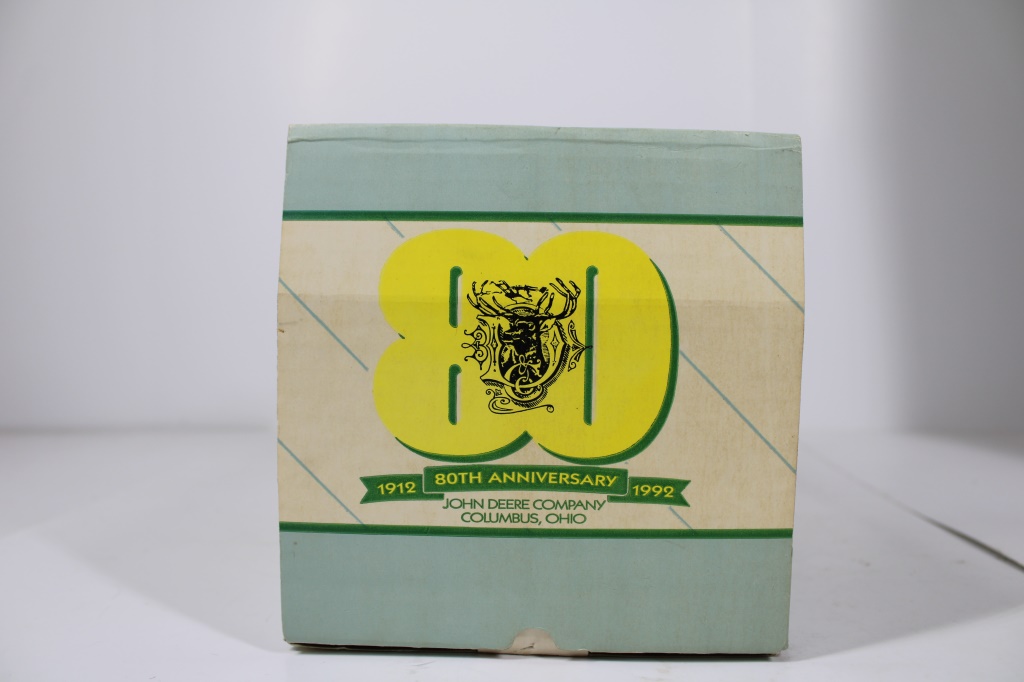 80
1912 80TH ANNIVERSARY 1992
JOHN DEERE COMPANY
COLUMBUS, OHIO